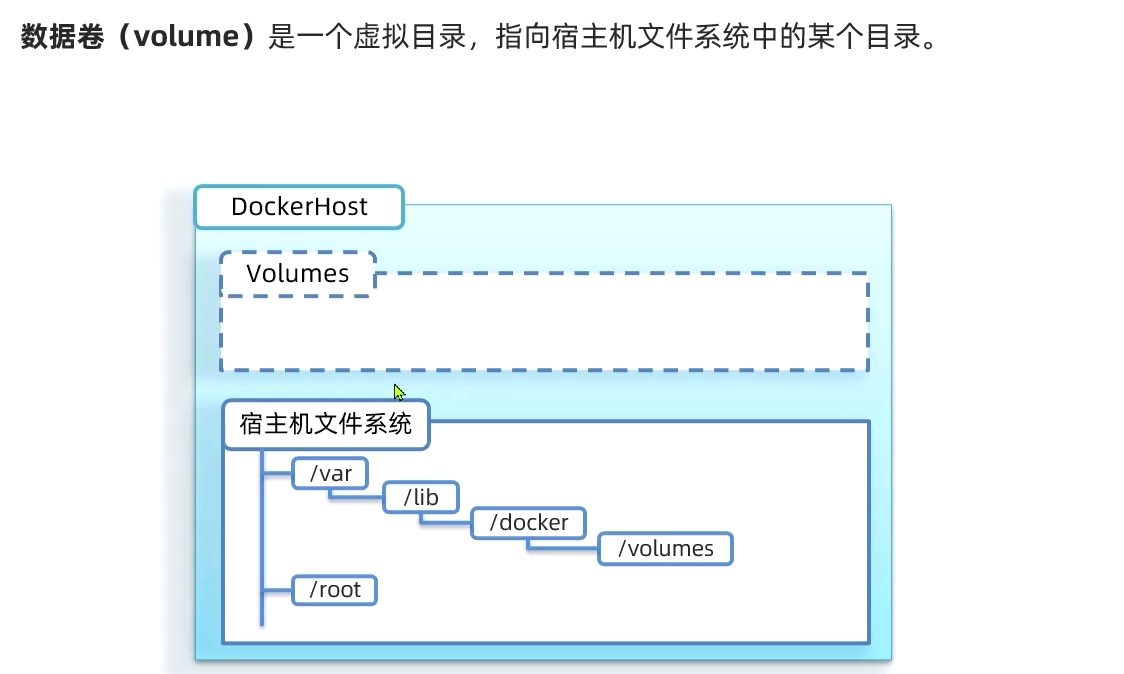 数据卷（volume）是一个虚拟目录，指向宿主机文件系统中的某个目录。
DockerHost
Volumes
宿主机文件系统
/var
/lib
/docker
/volumes
/root